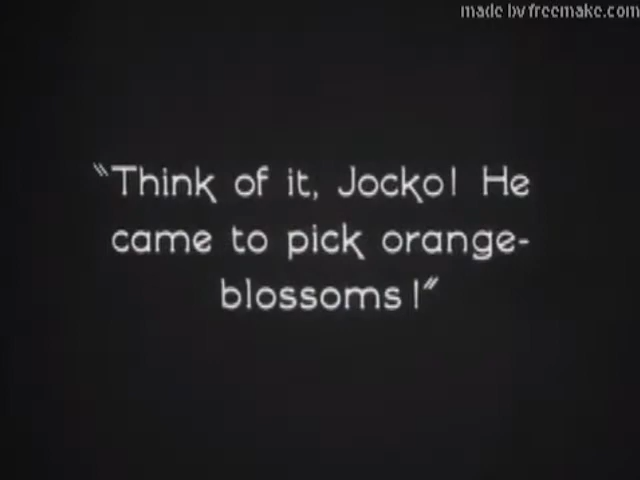 made by freemake.com
"Think of it, Jocko! He
came to pick orange-
blossoms!"